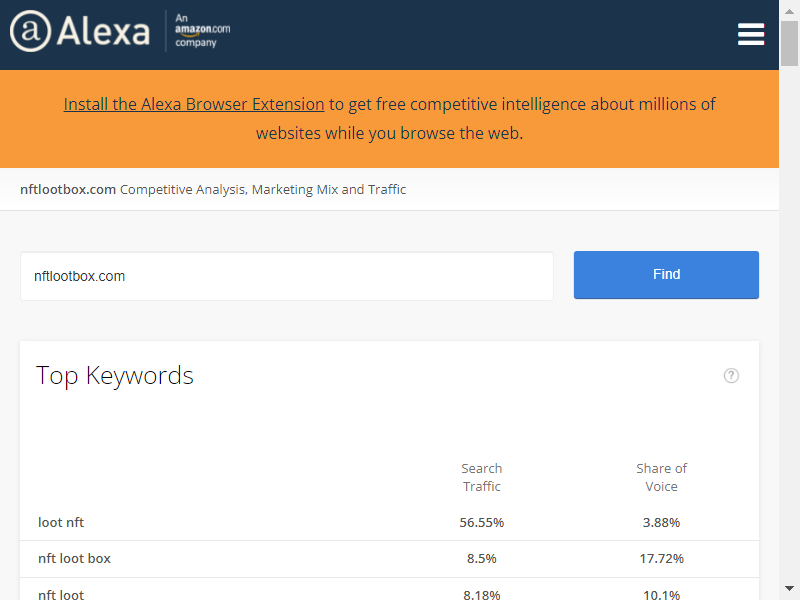 @ Alexa
An
amazon.com
company
Install the Alexa Browser Extension to get free competitive intelligence about millions of
websites while you browse the web.
nftlootbox.com Competitive Analysis, Marketing Mix and Traffic
nftlootbox.com
Find
Top Keywords
?
Search
Traffic
Share of
Voice
loot nft 56.55% 3.88%
nft loot box 8.5% 17.72%
nft loot 8.18% 10.1%